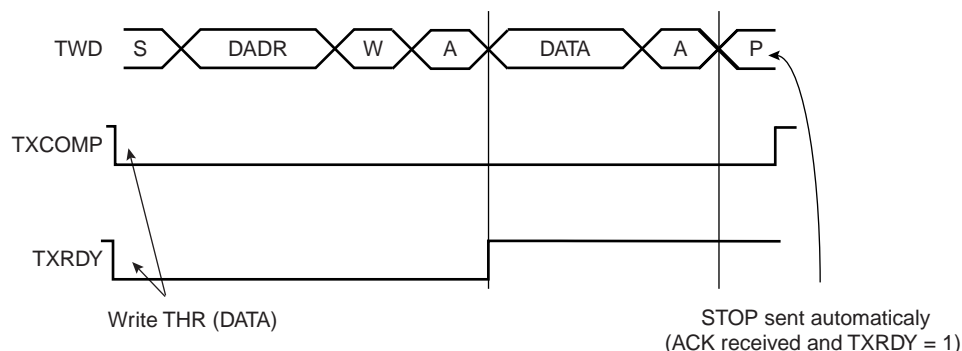 TWD S DADR W A DATA A P
TXCOMP
TXRDY
Write THR (DATA)
STOP sent automaticaly
(ACK received and TXRDY = 1)